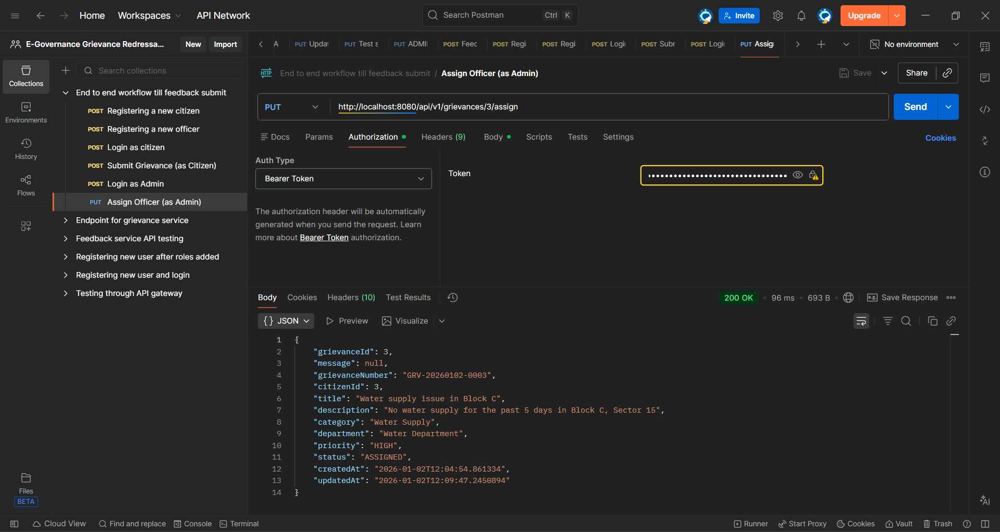 Home Workspaces API Network Search Postman Ctrl K Invite Upgrade
E-Governance Grievance Redressa... New Import
A PUT Updat PUT Test s PUT ADMI POST Feec POST Regi POST Regi POST Logi POST Subr POST Logi PUT Assig No environment
Collections
Environments
History
Flows
Files
BETA
Search collections
End to end workflow till feedback submit
POST Registering a new citizen
POST Registering a new officer
POST Login as citizen
POST Submit Grievance (as Citizen)
POST Login as Admin
PUT Assign Officer (as Admin)
Endpoint for grievance service
Feedback service API testing
Registering new user after roles added
Registering new user and login
Testing through API gateway
HTTP End to end workflow till feedback submit / Assign Officer (as Admin) Save Share
PUT http://localhost:8080/api/v1/grievances/3/assign Send
Docs Params Authorization Headers (9) Body Scripts Tests Settings Cookies
Auth Type
Bearer Token
The authorization header will be automatically
generated when you send the request. Learn
more about Bearer Token authorization.
Token
Body Cookies Headers (10) Test Results 200 OK 96 ms 693 B e.g. Save Response
{} JSON Preview Visualize
1 {
2 "grievanceId": 3,
3 "message": null,
4 "grievanceNumber": "GRV-20260102-0003",
5 "citizenId": 3,
6 "title": "Water supply issue in Block C",
7 "description": "No water supply for the past 5 days in Block C, Sector 15",
8 "category": "Water Supply",
9 "department": "Water Department",
10 "priority": "HIGH",
11 "status": "ASSIGNED",
12 "createdAt": "2026-01-02T12:04:54.861334",
13 "updatedAt": "2026-01-02T12:09:47.2450894"
14 }
AI
Cloud View Find and replace Console Terminal Runner Start Proxy Cookies Vault Trash